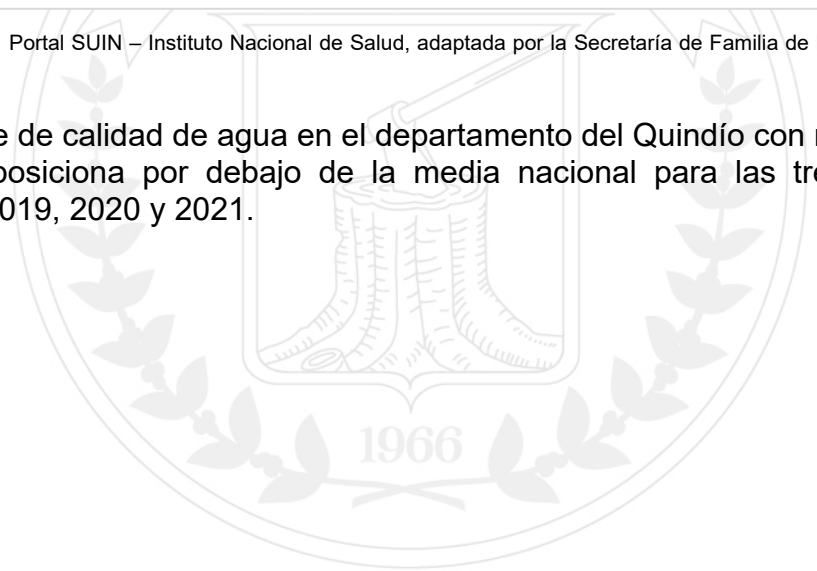 Portal SUIN – Instituto Nacional de Salud, adaptada por la Secretaría de Familia de
de calidad de agua en el departamento del Quindío con
posiciona por debajo de la media nacional para las
019, 2020 y 2021.
1966